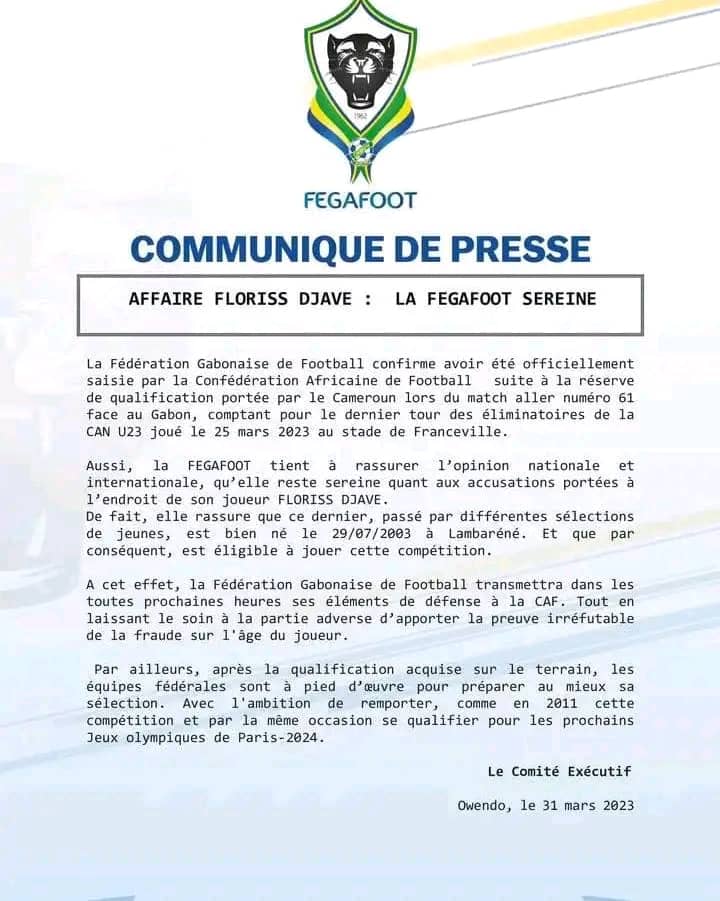 1962
FEGAFOOT
COMMUNIQUE DE PRESSE
AFFAIRE FLORISS DJAVE : LA FEGAFOOT SEREINE
La Fédération Gabonaise de Football confirme avoir été officiellement
saisie par la Confédération Africaine de Football suite à la réserve
de qualification portée par le Cameroun lors du match aller numéro 61
face au Gabon, comptant pour le dernier tour des éliminatoires de la
CAN U23 joué le 25 mars 2023 au stade de Franceville.
Aussi, la FEGAFOOT tient à rassurer l’opinion nationale et
internationale, qu’elle reste sereine quant aux accusations portées à
l’endroit de son joueur FLORISS DJAVE.
De fait, elle rassure que ce dernier, passé par différentes sélections
de jeunes, est bien né le 29/07/2003 à Lambaréné. Et que par
conséquent, est éligible à jouer cette compétition.
A cet effet, la Fédération Gabonaise de Football transmettra dans les
toutes prochaines heures ses éléments de défense à la CAF. Tout en
laissant le soin à la partie adverse d’apporter la preuve irréfutable
de la fraude sur l'âge du joueur.
Par ailleurs, après la qualification acquise sur le terrain, les
équipes fédérales sont à pied d’œuvre pour préparer au mieux sa
sélection. Avec l'ambition de remporter, comme en 2011 cette
compétition et par la même occasion se qualifier pour les prochains
Jeux olympiques de Paris-2024.
Le Comité Exécutif
Owendo, le 31 mars 2023